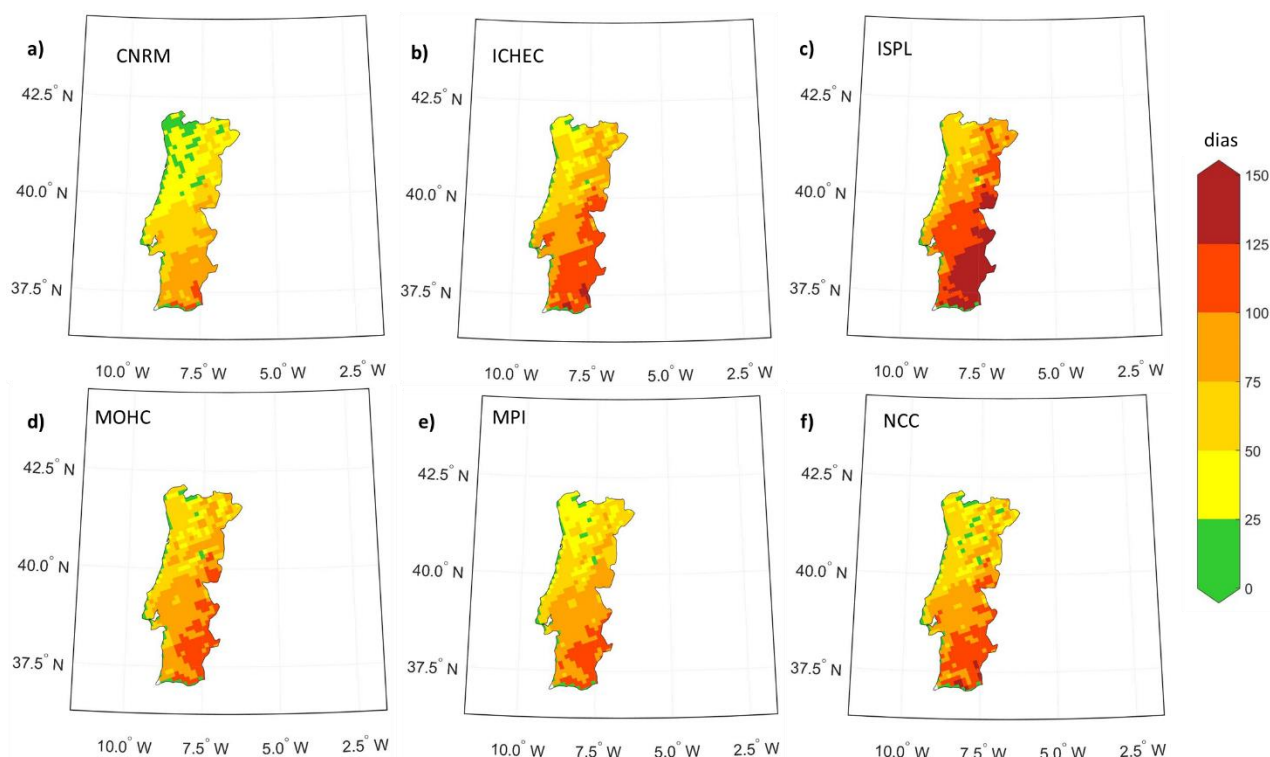 a)
CNRM
42.5° N
40.0° N
37.5° N
10.0° W 7.5° W 5.0° W 2.5° W
b)
ICHEC
42.5° N
40.0° N
37.5° N
10.0° W 7.5° W 5.0° W 2.5° W
c)
ISPL
42.5° N
40.0° N
37.5° N
10.0° W 7.5° W 5.0° W 2.5° W
d)
MOHC
42.5° N
40.0° N
37.5° N
10.0° W 7.5° W 5.0° W 2.5° W
e)
MPI
42.5° N
40.0° N
37.5° N
10.0° W 7.5° W 5.0° W 2.5° W
f)
NCC
42.5° N
40.0° N
37.5° N
10.0° W 7.5° W 5.0° W 2.5° W
dias
150
125
100
75
50
25
0